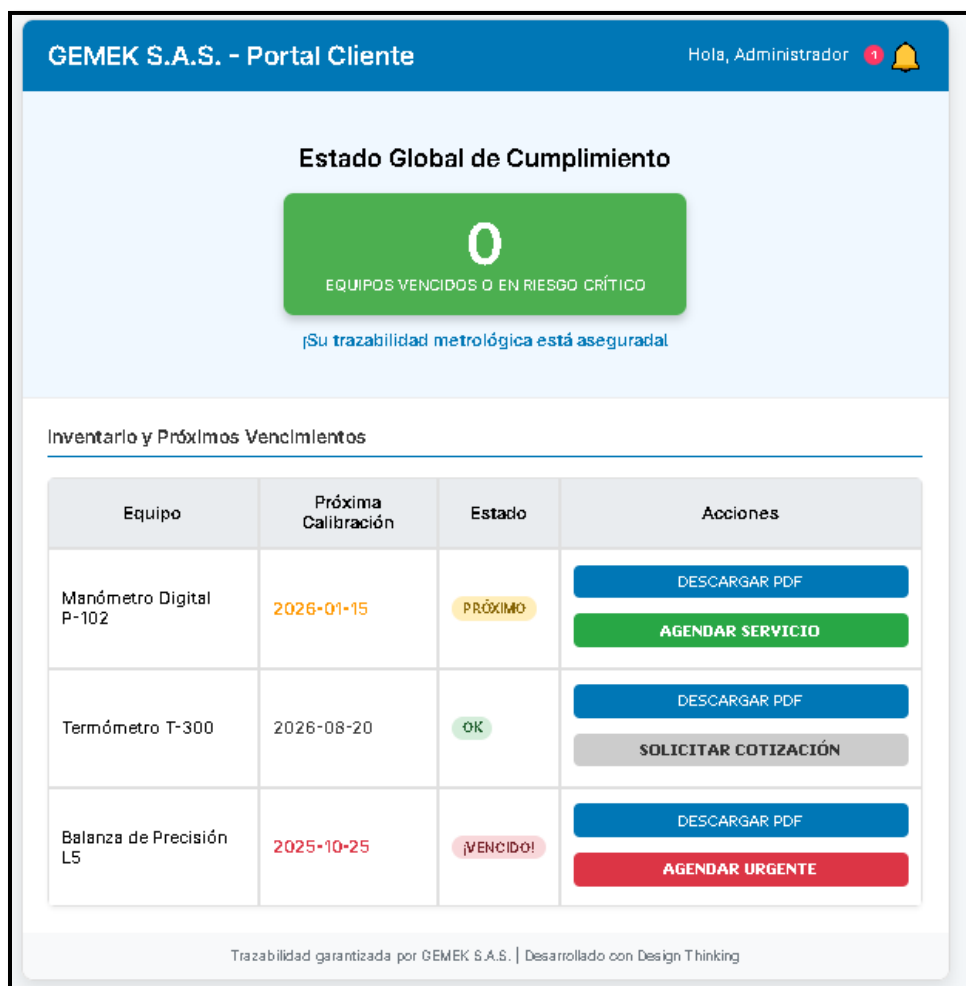 GEMEK S.A.S. - Portal Cliente
Hola, Administrador
1
Estado Global de Cumplimiento
0
EQUIPOS VENCIDOS O EN RIESGO CRÍTICO
¡Su trazabilidad metrológica está asegurada!
Inventario y Próximos Vencimientos
Equipo
Próxima
Calibración
Estado
Acciones
Manómetro Digital
P-102
2026-01-15
PRÓXIMO
DESCARGAR PDF
AGENDAR SERVICIO
Termómetro T-300
2026-08-20
OK
DESCARGAR PDF
SOLICITAR COTIZACIÓN
Balanza de Precisión
L5
2025-10-25
¡VENCIDO!
DESCARGAR PDF
AGENDAR URGENTE
Trazabilidad garantizada por GEMEK S.A.S. | Desarrollado con Design Thinking